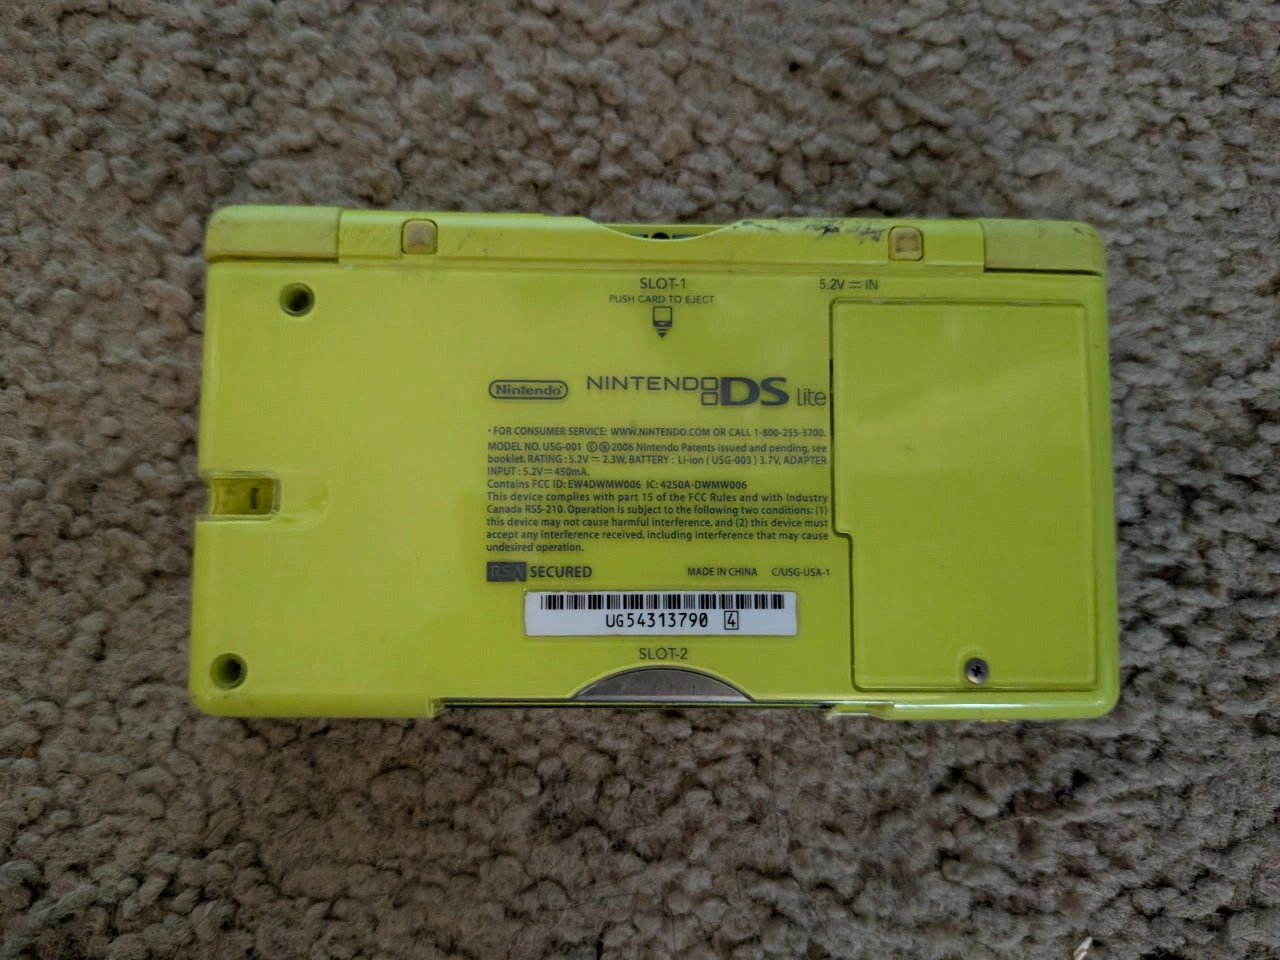 SLOT-1
5.2V ⎓ IN
PUSH CARD TO EJECT
Nintendo®
NINTENDO DS lite
• FOR CONSUMER SERVICE: WWW.NINTENDO.COM OR CALL 1-800-255-3700.
MODEL NO. USG-001 ©Ⓜ2006 Nintendo Patents issued and pending, see
booklet. RATING : 5.2V ⎓ 2.3W, BATTERY : Li-ion ( USG-003 ) 3.7V, ADAPTER
INPUT : 5.2V ⎓ 450mA.
Contains FCC ID: EW4DWMW006 IC: 4250A-DWMW006
This device complies with part 15 of the FCC Rules and with Industry
Canada RSS-210. Operation is subject to the following two conditions: (1)
this device may not cause harmful interference, and (2) this device must
accept any interference received, including interference that may cause
undesired operation.
RSA SECURED
MADE IN CHINA C/USG-USA-1
UG54313790 4
SLOT-2